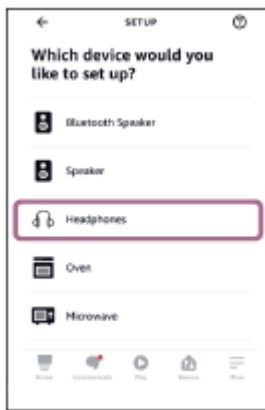 SETUP
Which device would you
like to set up?
Bluetooth Speaker
Speaker
Headphones
Oven
Microwave
Home
Communicate
Play
Devices
More